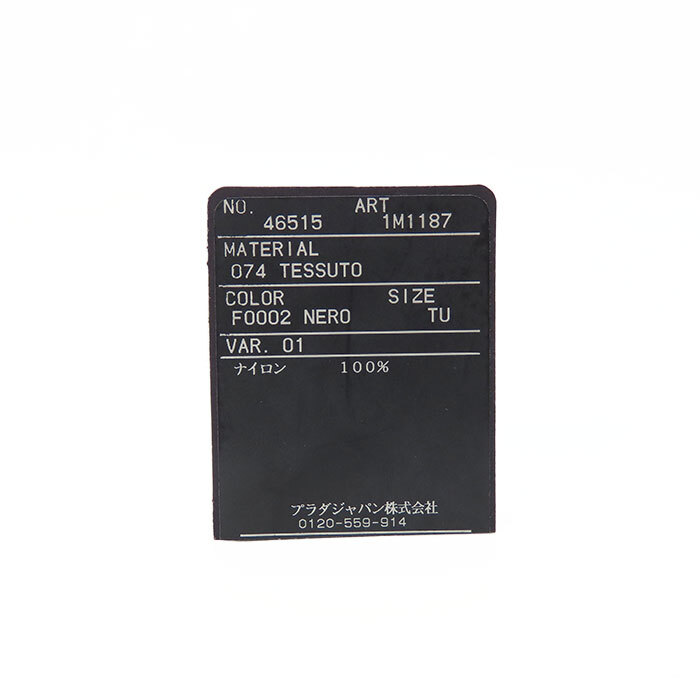 NO. ART
46515 1M1187
MATERIAL
074 TESSUTO
COLOR SIZE
F0002 NERO TU
VAR. 01
ナイロン 100%
プラダジャパン株式会社
0120-559-914